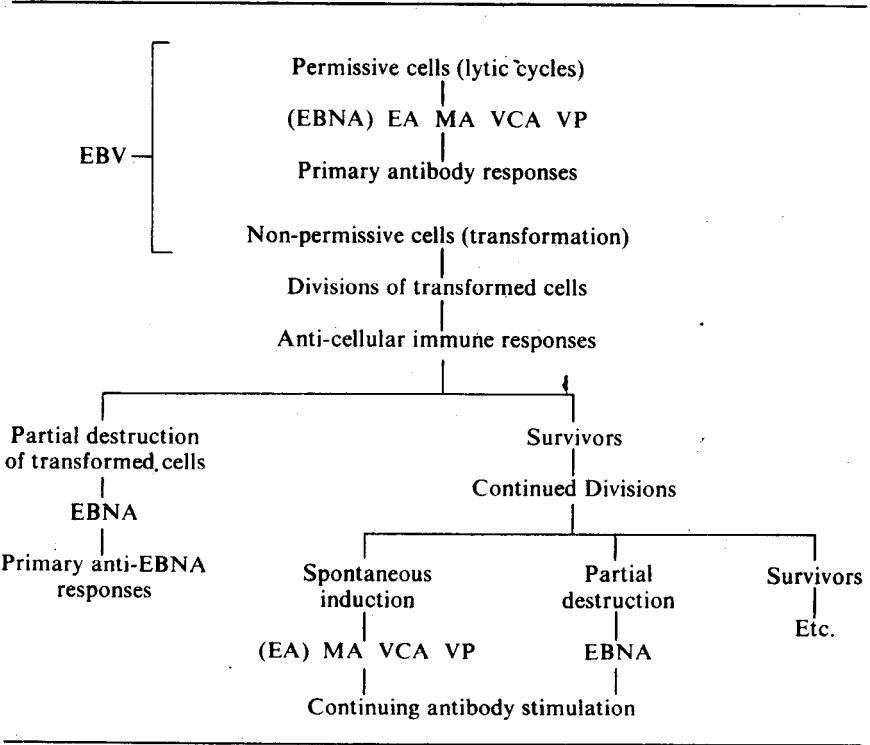 Permissive cells (lytic cycles)
(EBNA) EA MA VCA VP
EBV
Primary antibody responses
Non-permissive cells (transformation)
Divisions of transformed cells
Anti-cellular immune responses
Partial destruction
of transformed cells
EBNA
Primary anti-EBNA
responses
Survivors
Continued Divisions
Spontaneous
induction
(EA) MA VCA VP
Partial
destruction
EBNA
Survivors
Etc.
Continuing antibody stimulation